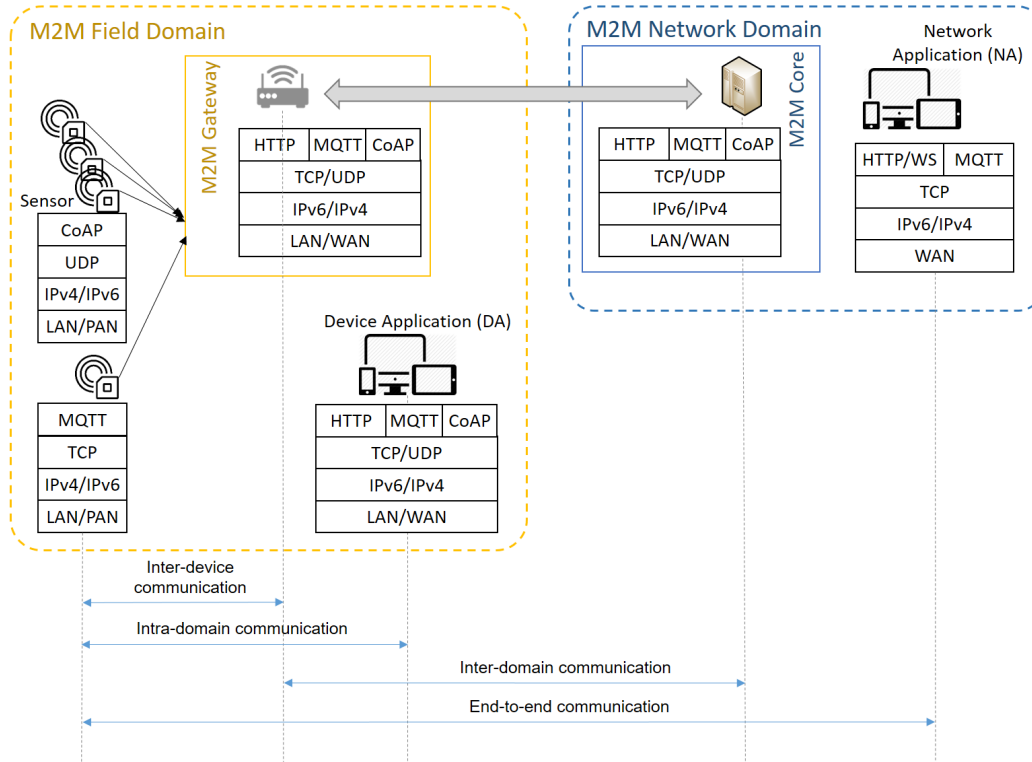 M2M Field Domain
M2M Gateway
HTTP MQTT CoAP
TCP/UDP
IPv6/IPv4
LAN/WAN
Sensor
CoAP
UDP
IPv4/IPv6
LAN/PAN
MQTT
TCP
IPv4/IPv6
LAN/PAN
Device Application (DA)
HTTP MQTT CoAP
TCP/UDP
IPv6/IPv4
LAN/WAN
M2M Network Domain
M2M Core
HTTP MQTT CoAP
TCP/UDP
IPv6/IPv4
LAN/WAN
Network
Application (NA)
HTTP/WS MQTT
TCP
IPv6/IPv4
WAN
Inter-device
communication
Intra-domain communication
Inter-domain communication
End-to-end communication